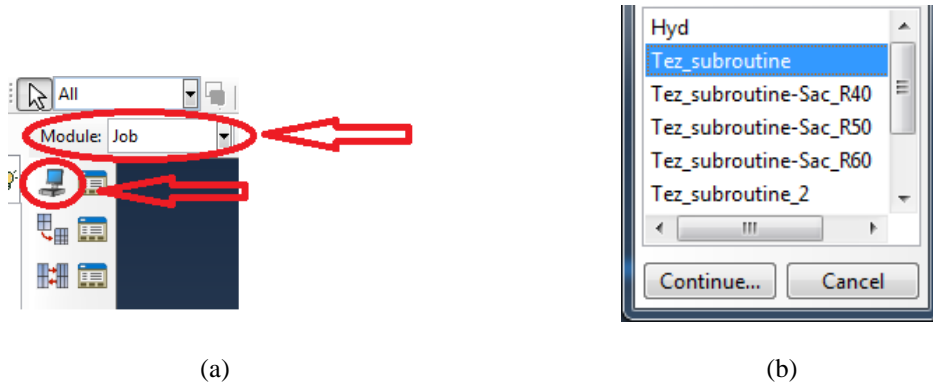 All
Module: Job
Hyd
Tez_subroutine
Tez_subroutine-Sac_R40
Tez_subroutine-Sac_R50
Tez_subroutine-Sac_R60
Tez_subroutine_2
Continue... Cancel
(a) (b)